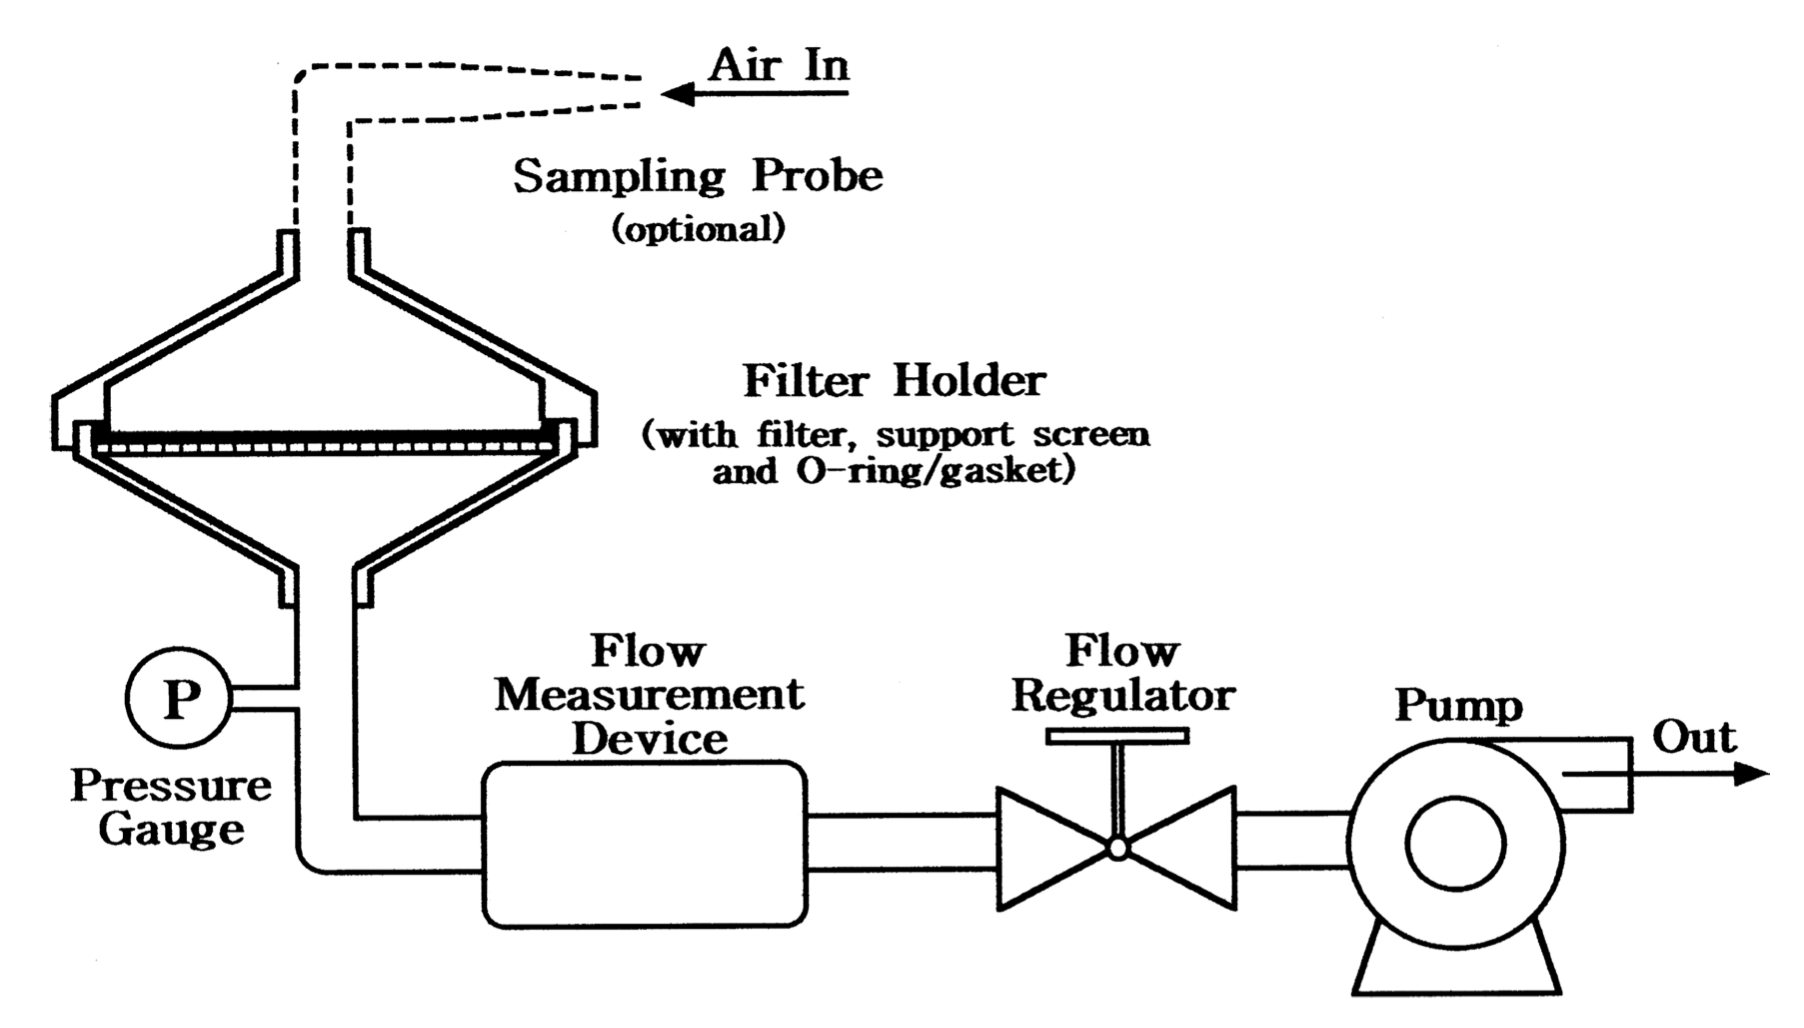 Air In
Sampling Probe
(optional)
Filter Holder
(with filter, support screen
and O-ring/gasket)
P
Pressure
Gauge
Flow
Measurement
Device
Flow
Regulator
Pump
Out